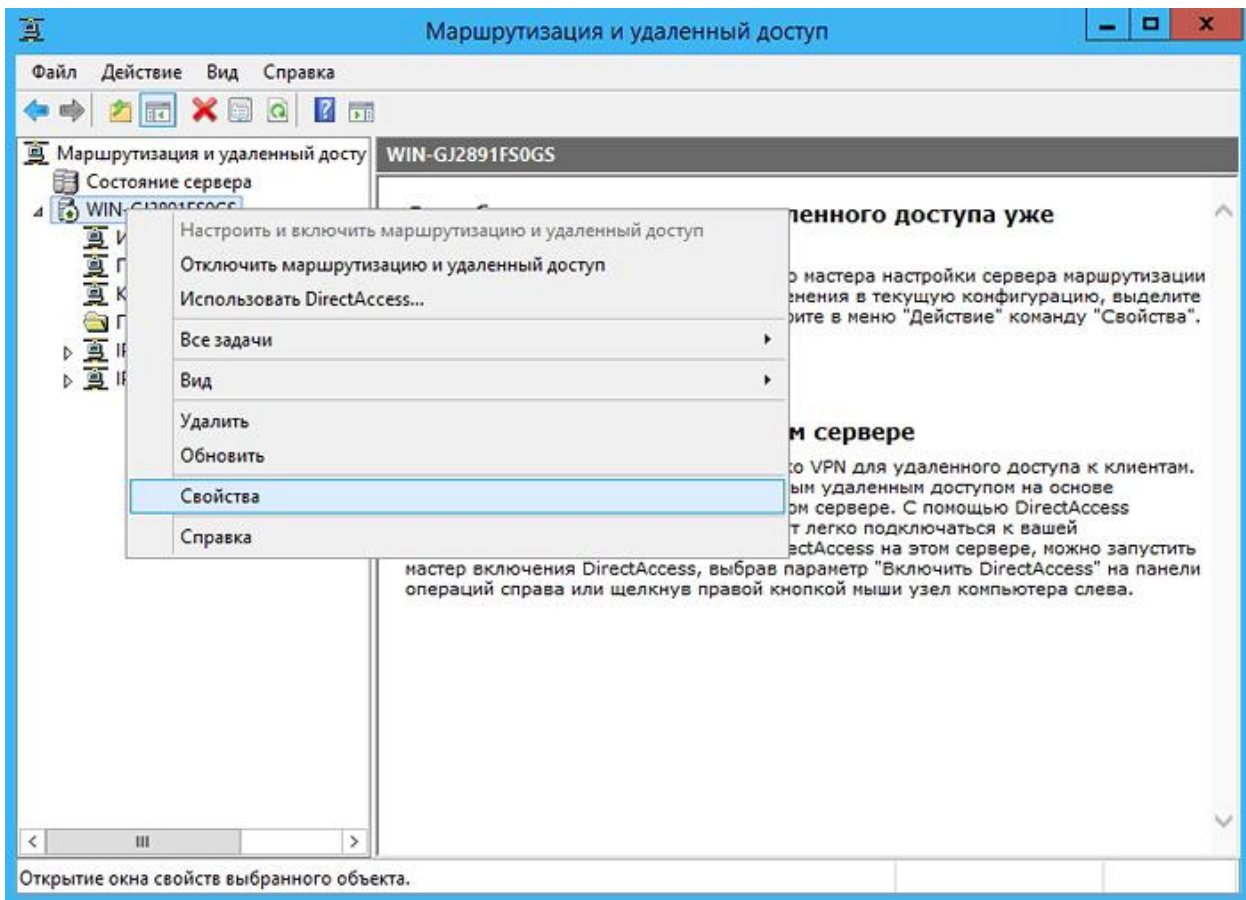 Маршрутизация и удаленный доступ
Файл Действие Вид Справка
Маршрутизация и удаленный досту
Состояние сервера
WIN-GJ2891FS0GS
Настроить и включить маршрутизацию и удаленный доступ
Отключить маршрутизацию и удаленный доступ
Использовать DirectAccess...
Все задачи
Вид
Удалить
Обновить
Свойства
Справка
WIN-GJ2891FS0GS
ленного доступа уже
о мастера настройки сервера маршрутизации
енения в текущую конфигурацию, выделите
рите в меню "Действие" команду "Свойства".
м сервере
ко VPN для удаленного доступа к клиентам.
ым удаленным доступом на основе
ом сервере. С помощью DirectAccess
т легко подключаться к вашей
ectAccess на этом сервере, можно запустить
мастер включения DirectAccess, выбрав параметр "Включить DirectAccess" на панели
операций справа или щелкнув правой кнопкой мыши узел компьютера слева.
Открытие окна свойств выбранного объекта.